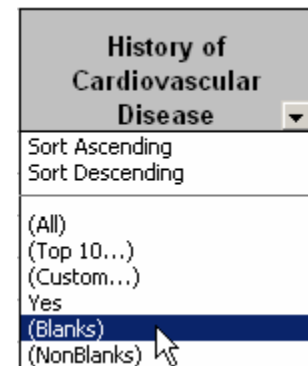 History of
Cardiovascular
Disease
Sort Ascending
Sort Descending
(All)
(Top 10...)
(Custom...)
Yes
(Blanks)
(NonBlanks)